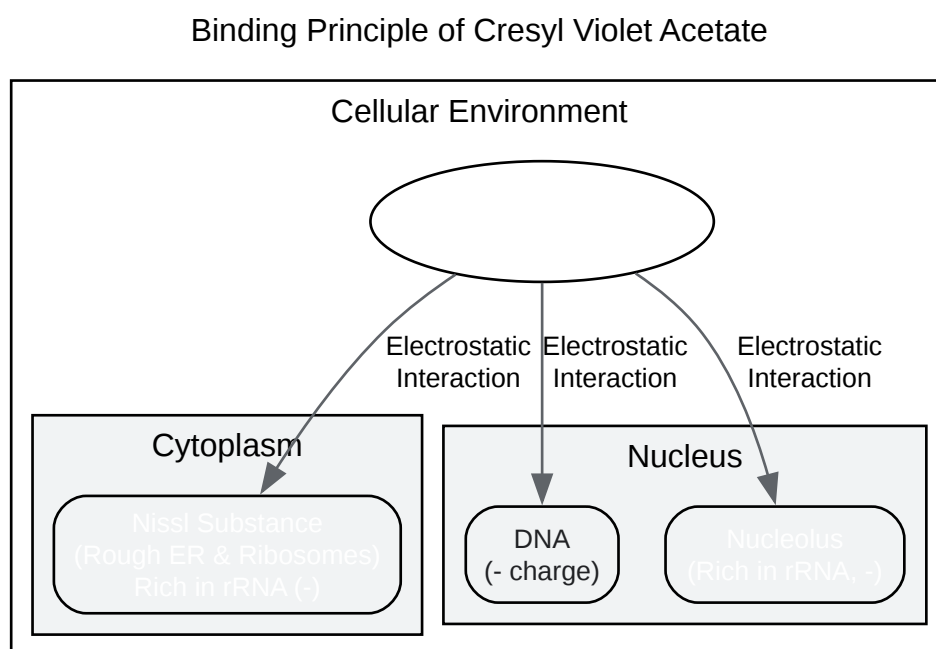 Binding Principle of Cresyl Violet Acetate
Cellular Environment
Electrostatic
Interaction
Electrostatic
Interaction
Electrostatic
Interaction
Cytoplasm
Nissl Substance
(Rough ER & Ribosomes)
Rich in rRNA (-)
Nucleus
DNA
(- charge)
Nucleolus
(Rich in rRNA, -)